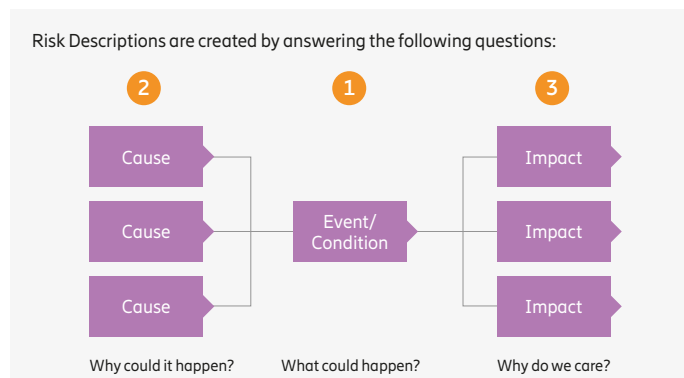 Risk Descriptions are created by answering the following questions:
2 1 3
Cause Impact
Event/
Condition
Cause Impact
Cause Impact
Why could it happen? What could happen? Why do we care?